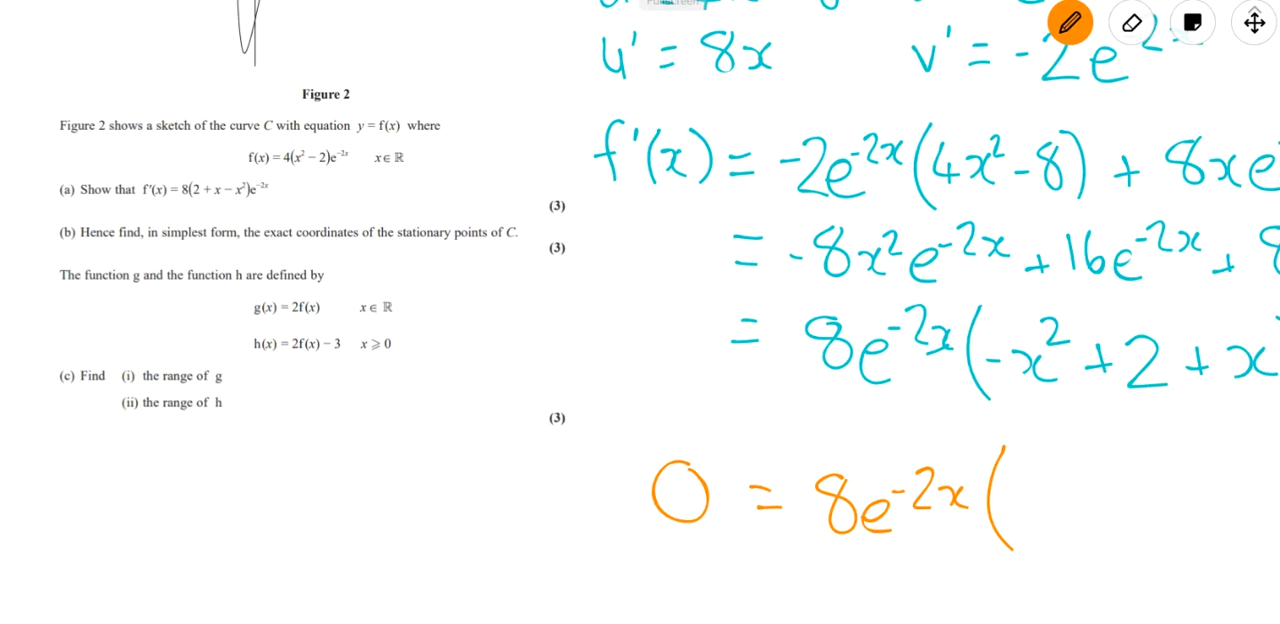 Figure 2
Figure 2 shows a sketch of the curve C with equation y = f(x) where
f(x) = 4(x² − 2)e⁻²ˣ x ∈ ℝ
(a) Show that f'(x) = 8(2 + x − x²)e⁻²ˣ
(3)
(b) Hence find, in simplest form, the exact coordinates of the stationary points of C.
(3)
The function g and the function h are defined by
g(x) = 2f(x) x ∈ ℝ
h(x) = 2f(x) − 3 x ⩾ 0
(c) Find (i) the range of g
(ii) the range of h
(3)
u' = 8x v' = -2e
f'(x) = -2e⁻²ˣ(4x² - 8) + 8xe
= -8x²e⁻²ˣ + 16e⁻²ˣ + 8
= 8e⁻²ˣ(-x² + 2 + x
0 = 8e⁻²ˣ(